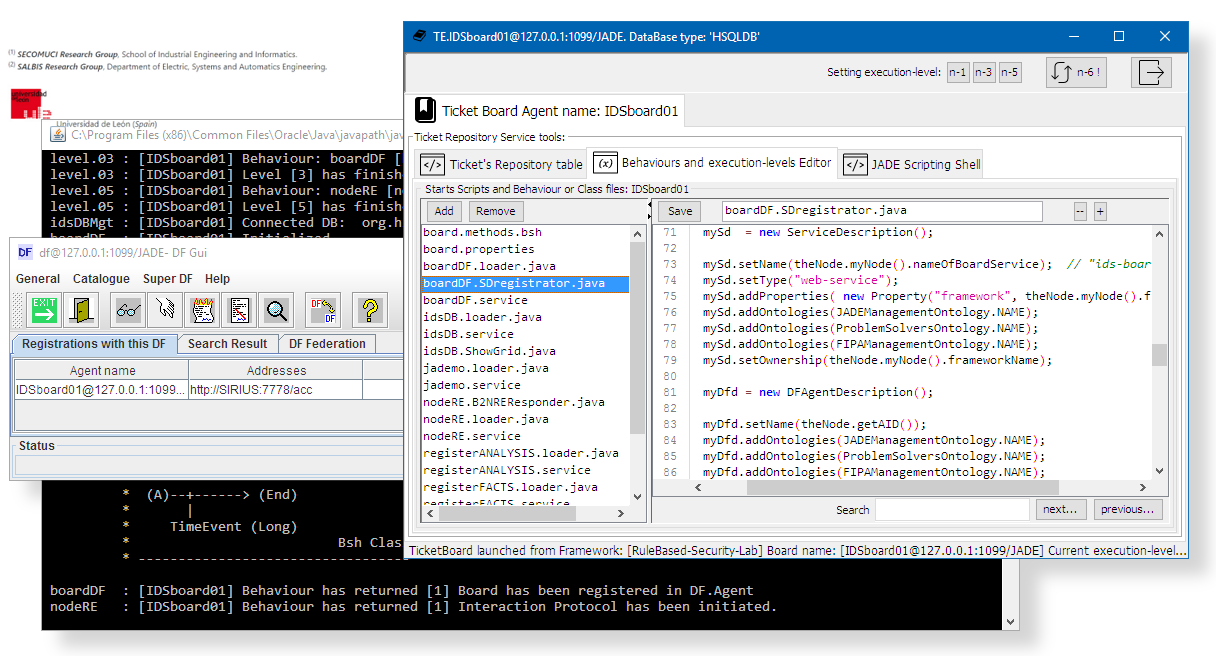 (1) SECOMUCI Research Group, School of Industrial Engineering and Informatics.
(2) SALBIS Research Group, Department of Electric, Systems and Automatics Engineering.
universidad
Universidad de León (Spain)
C:\Program Files (x86)\Common Files\Oracle\Java\javapath\jav
level.03 : [IDSboard01] Behaviour: boardDF [
level.03 : [IDSboard01] Level [3] has finish
level.05 : [IDSboard01] Behaviour: nodeRE [n
level.05 : [IDSboard01] Level [5] has finish
idsDBMgt : [IDSboard01] Connected DB: org.h
boardDF : [IDSboard01] Initialized
DF df@127.0.0.1:1099/JADE- DF Gui
General Catalogue Super DF Help
EXIT
DF
DF
?
Registrations with this DF Search Result DF Federation
Agent name Addresses
IDSboard01@127.0.0.1:1099... http://SIRIUS:7778/acc
Status
* (A)--+------> (End)
* |
* TimeEvent (Long)
* Bsh Clas
* --------------------------------
boardDF : [IDSboard01] Behaviour has returned [1] Board has been registered in DF.Agent
nodeRE : [IDSboard01] Behaviour has returned [1] Interaction Protocol has been initiated.
TE.IDSboard01@127.0.0.1:1099/JADE. DataBase type: 'HSQLDB'
Setting execution-level: n-1 n-3 n-5 n-6 !
Ticket Board Agent name: IDSboard01
Ticket Repository Service tools:
</> Ticket's Repository table (x) Behaviours and execution-levels Editor </> JADE Scripting Shell
Starts Scripts and Behaviour or Class files: IDSboard01
Add Remove
board.methods.bsh
board.properties
boardDF.loader.java
boardDF.SDregistrator.java
boardDF.service
idsDB.loader.java
idsDB.service
idsDB.ShowGrid.java
jademo.loader.java
jademo.service
nodeRE.B2NREResponder.java
nodeRE.loader.java
nodeRE.service
registerANALYSIS.loader.java
registerANALYSIS.service
registerFACTS.loader.java
registerFACTS.service
Save boardDF.SDregistrator.java -- +
71 mySd = new ServiceDescription();
72
73 mySd.setName(theNode.myNode().nameOfBoardService); // "ids-boar
74 mySd.setType("web-service");
75 mySd.addProperties( new Property("framework", theNode.myNode().f
76 mySd.addOntologies(JADEManagementOntology.NAME);
77 mySd.addOntologies(ProblemSolversOntology.NAME);
78 mySd.addOntologies(FIPAManagementOntology.NAME);
79 mySd.setOwnership(theNode.myNode().frameworkName);
80
81 myDfd = new DFAgentDescription();
82
83 myDfd.setName(theNode.getAID());
84 myDfd.addOntologies(JADEManagementOntology.NAME);
85 myDfd.addOntologies(ProblemSolversOntology.NAME);
86 myDfd.addOntologies(FIPAManagementOntology.NAME);
Search next... previous...
TicketBoard launched from Framework: [RuleBased-Security-Lab] Board name: [IDSboard01@127.0.0.1:1099/JADE] Current execution-level...